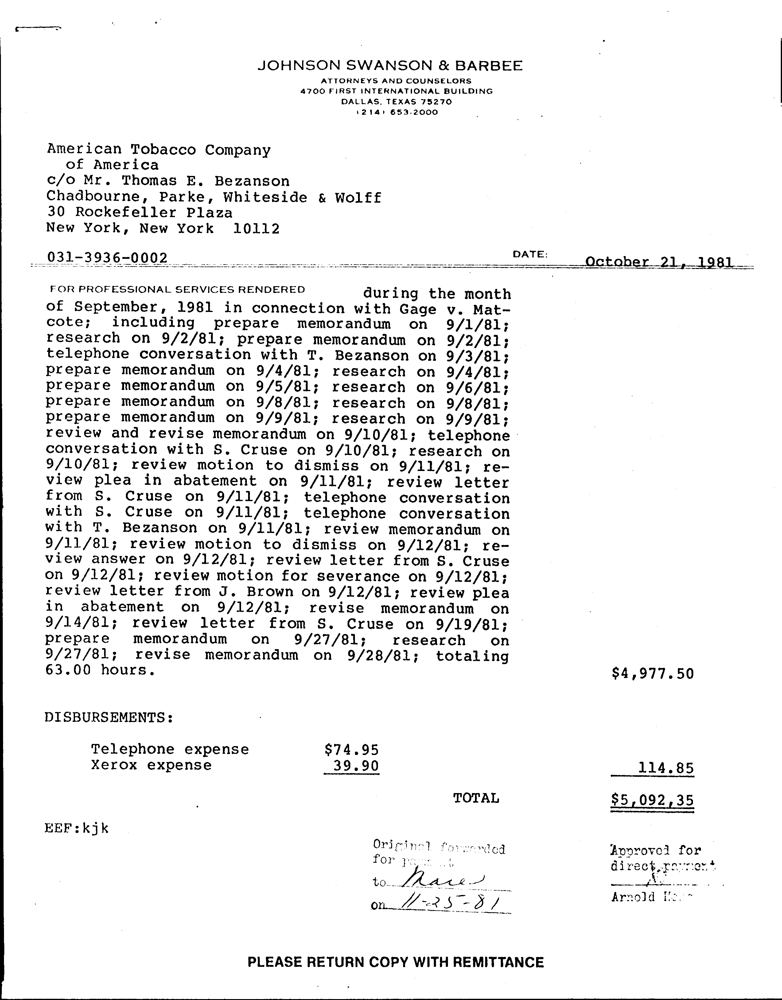 JOHNSON SWANSON & BARBEE
ATTORNEYS AND COUNSELORS
4700 FIRST INTERNATIONAL BUILDING
DALLAS, TEXAS 75270
(214) 653-2000
American Tobacco Company
of America
c/o Mr. Thomas E. Bezanson
Chadbourne, Parke, Whiteside & Wolff
30 Rockefeller Plaza
New York, New York 10112
031-3936-0002 DATE: October 21, 1981
FOR PROFESSIONAL SERVICES RENDERED during the month
of September, 1981 in connection with Gage v. Mat-
cote; including prepare memorandum on 9/1/81;
research on 9/2/81; prepare memorandum on 9/2/81;
telephone conversation with T. Bezanson on 9/3/81;
prepare memorandum on 9/4/81; research on 9/4/81;
prepare memorandum on 9/5/81; research on 9/6/81;
prepare memorandum on 9/8/81; research on 9/8/81;
prepare memorandum on 9/9/81; research on 9/9/81;
review and revise memorandum on 9/10/81; telephone
conversation with S. Cruse on 9/10/81; research on
9/10/81; review motion to dismiss on 9/11/81; re-
view plea in abatement on 9/11/81; review letter
from S. Cruse on 9/11/81; telephone conversation
with S. Cruse on 9/11/81; telephone conversation
with T. Bezanson on 9/11/81; review memorandum on
9/11/81; review motion to dismiss on 9/12/81; re-
view answer on 9/12/81; review letter from S. Cruse
on 9/12/81; review motion for severance on 9/12/81;
review letter from J. Brown on 9/12/81; review plea
in abatement on 9/12/81; revise memorandum on
9/14/81; review letter from S. Cruse on 9/19/81;
prepare memorandum on 9/27/81; research on
9/27/81; revise memorandum on 9/28/81; totaling
63.00 hours. $4,977.50
DISBURSEMENTS:
Telephone expense $74.95
Xerox expense 39.90 114.85
TOTAL $5,092,35
EEF:kjk
Original forwarded
for
to
on 11-25-81
Approved for
direct payment
Arnold
PLEASE RETURN COPY WITH REMITTANCE